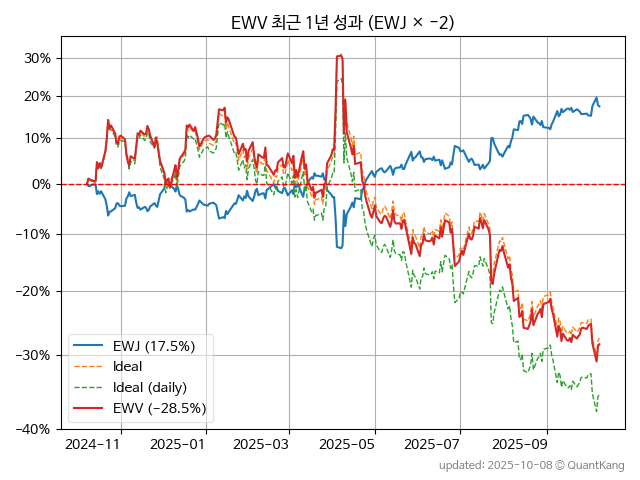 EWV 최근 1년 성과 (EWJ × −2)
30%
20%
10%
0%
−10%
−20%
−30%
−40%
EWJ (17.5%)
Ideal
Ideal (daily)
EWV (−28.5%)
2024-11
2025-01
2025-03
2025-05
2025-07
2025-09
updated: 2025-10-08 © QuantKang